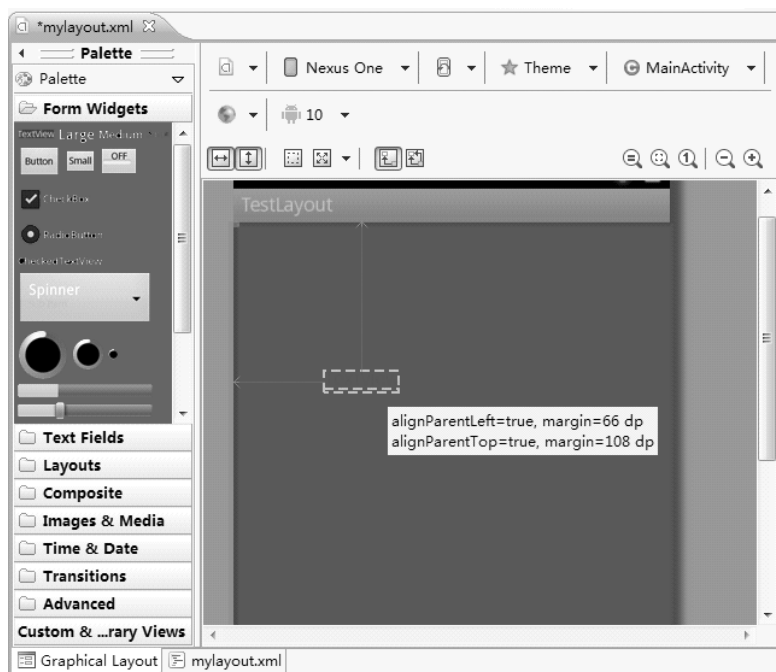 *mylayout.xml
Palette
Palette
Form Widgets
TextView Large Medium
Button Small OFF
CheckBox
RadioButton
CheckedTextView
Spinner
Text Fields
Layouts
Composite
Images & Media
Time & Date
Transitions
Advanced
Custom & ...rary Views
Nexus One Theme MainActivity
10
TestLayout
alignParentLeft=true, margin=66 dp
alignParentTop=true, margin=108 dp
Graphical Layout mylayout.xml